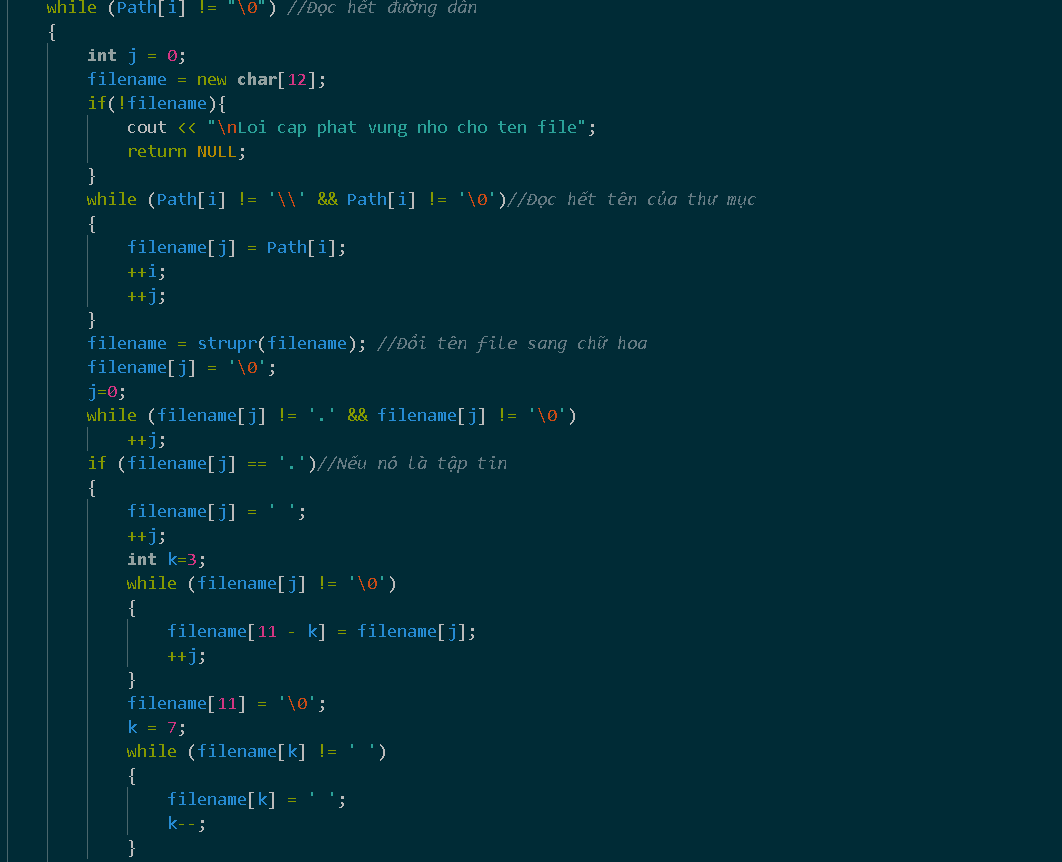 while (Path[i] != "\0") //Đọc hết đường dẫn
{
int j = 0;
filename = new char[12];
if(!filename){
cout << "\nLoi cap phat vung nho cho ten file";
return NULL;
}
while (Path[i] != '\\' && Path[i] != '\0')//Đọc hết tên của thư mục
{
filename[j] = Path[i];
++i;
++j;
}
filename = strupr(filename); //Đổi tên file sang chữ hoa
filename[j] = '\0';
j=0;
while (filename[j] != '.' && filename[j] != '\0')
++j;
if (filename[j] == '.')//Nếu nó là tập tin
{
filename[j] = ' ';
++j;
int k=3;
while (filename[j] != '\0')
{
filename[11 - k] = filename[j];
++j;
}
filename[11] = '\0';
k = 7;
while (filename[k] != ' ')
{
filename[k] = ' ';
k--;
}